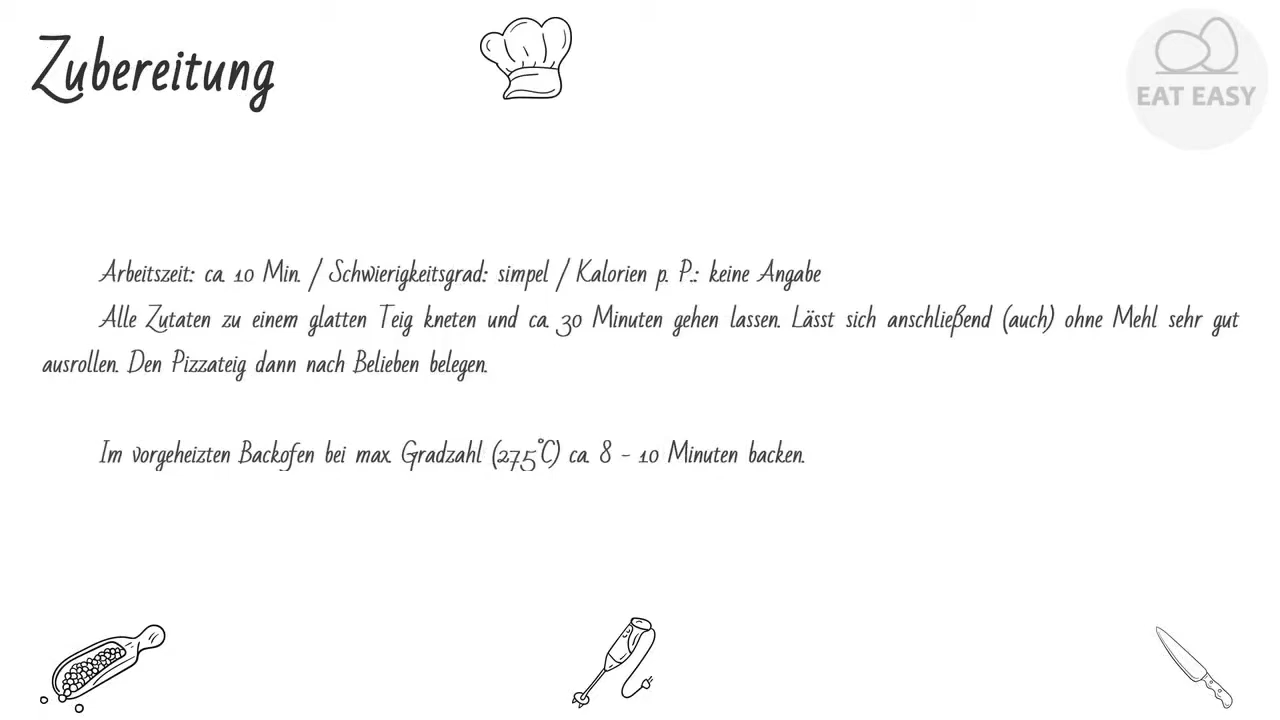 Zubereitung
EAT EASY
Arbeitszeit: ca. 10 Min. / Schwierigkeitsgrad: simpel / Kalorien p. P.: keine Angabe
Alle Zutaten zu einem glatten Teig kneten und ca. 30 Minuten gehen lassen. Lässt sich anschließend (auch) ohne Mehl sehr gut
ausrollen. Den Pizzateig dann nach Belieben belegen.
Im vorgeheizten Backofen bei max. Gradzahl (275°C) ca. 8 - 10 Minuten backen.